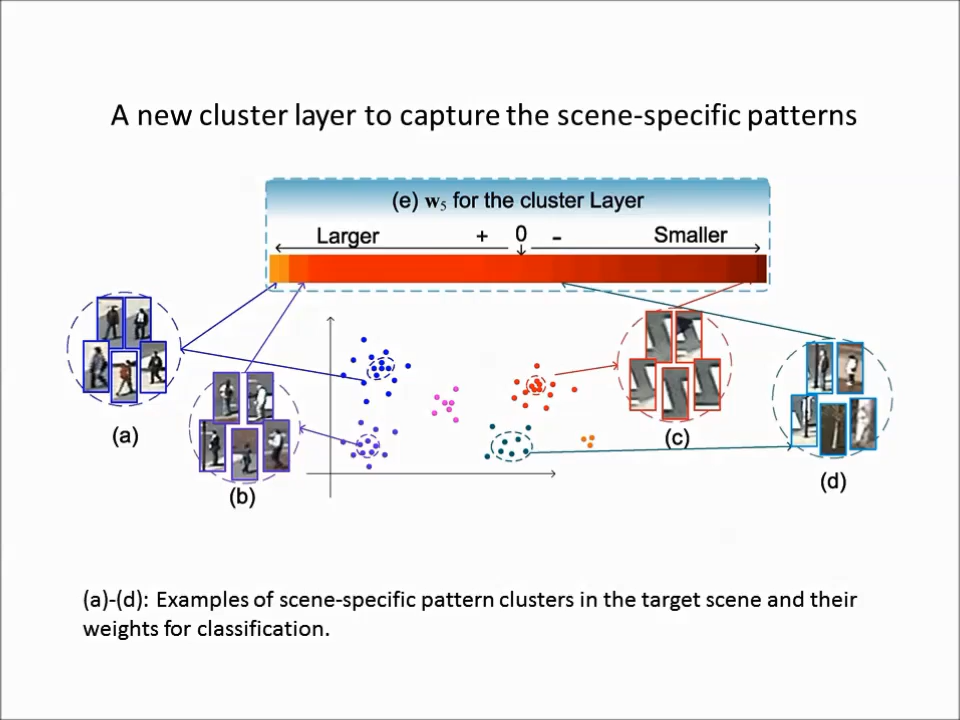 A new cluster layer to capture the scene-specific patterns
(e) w5 for the cluster Layer
Larger + 0 - Smaller
(a)
(b)
(c)
(d)
(a)-(d): Examples of scene-specific pattern clusters in the target scene and their
weights for classification.